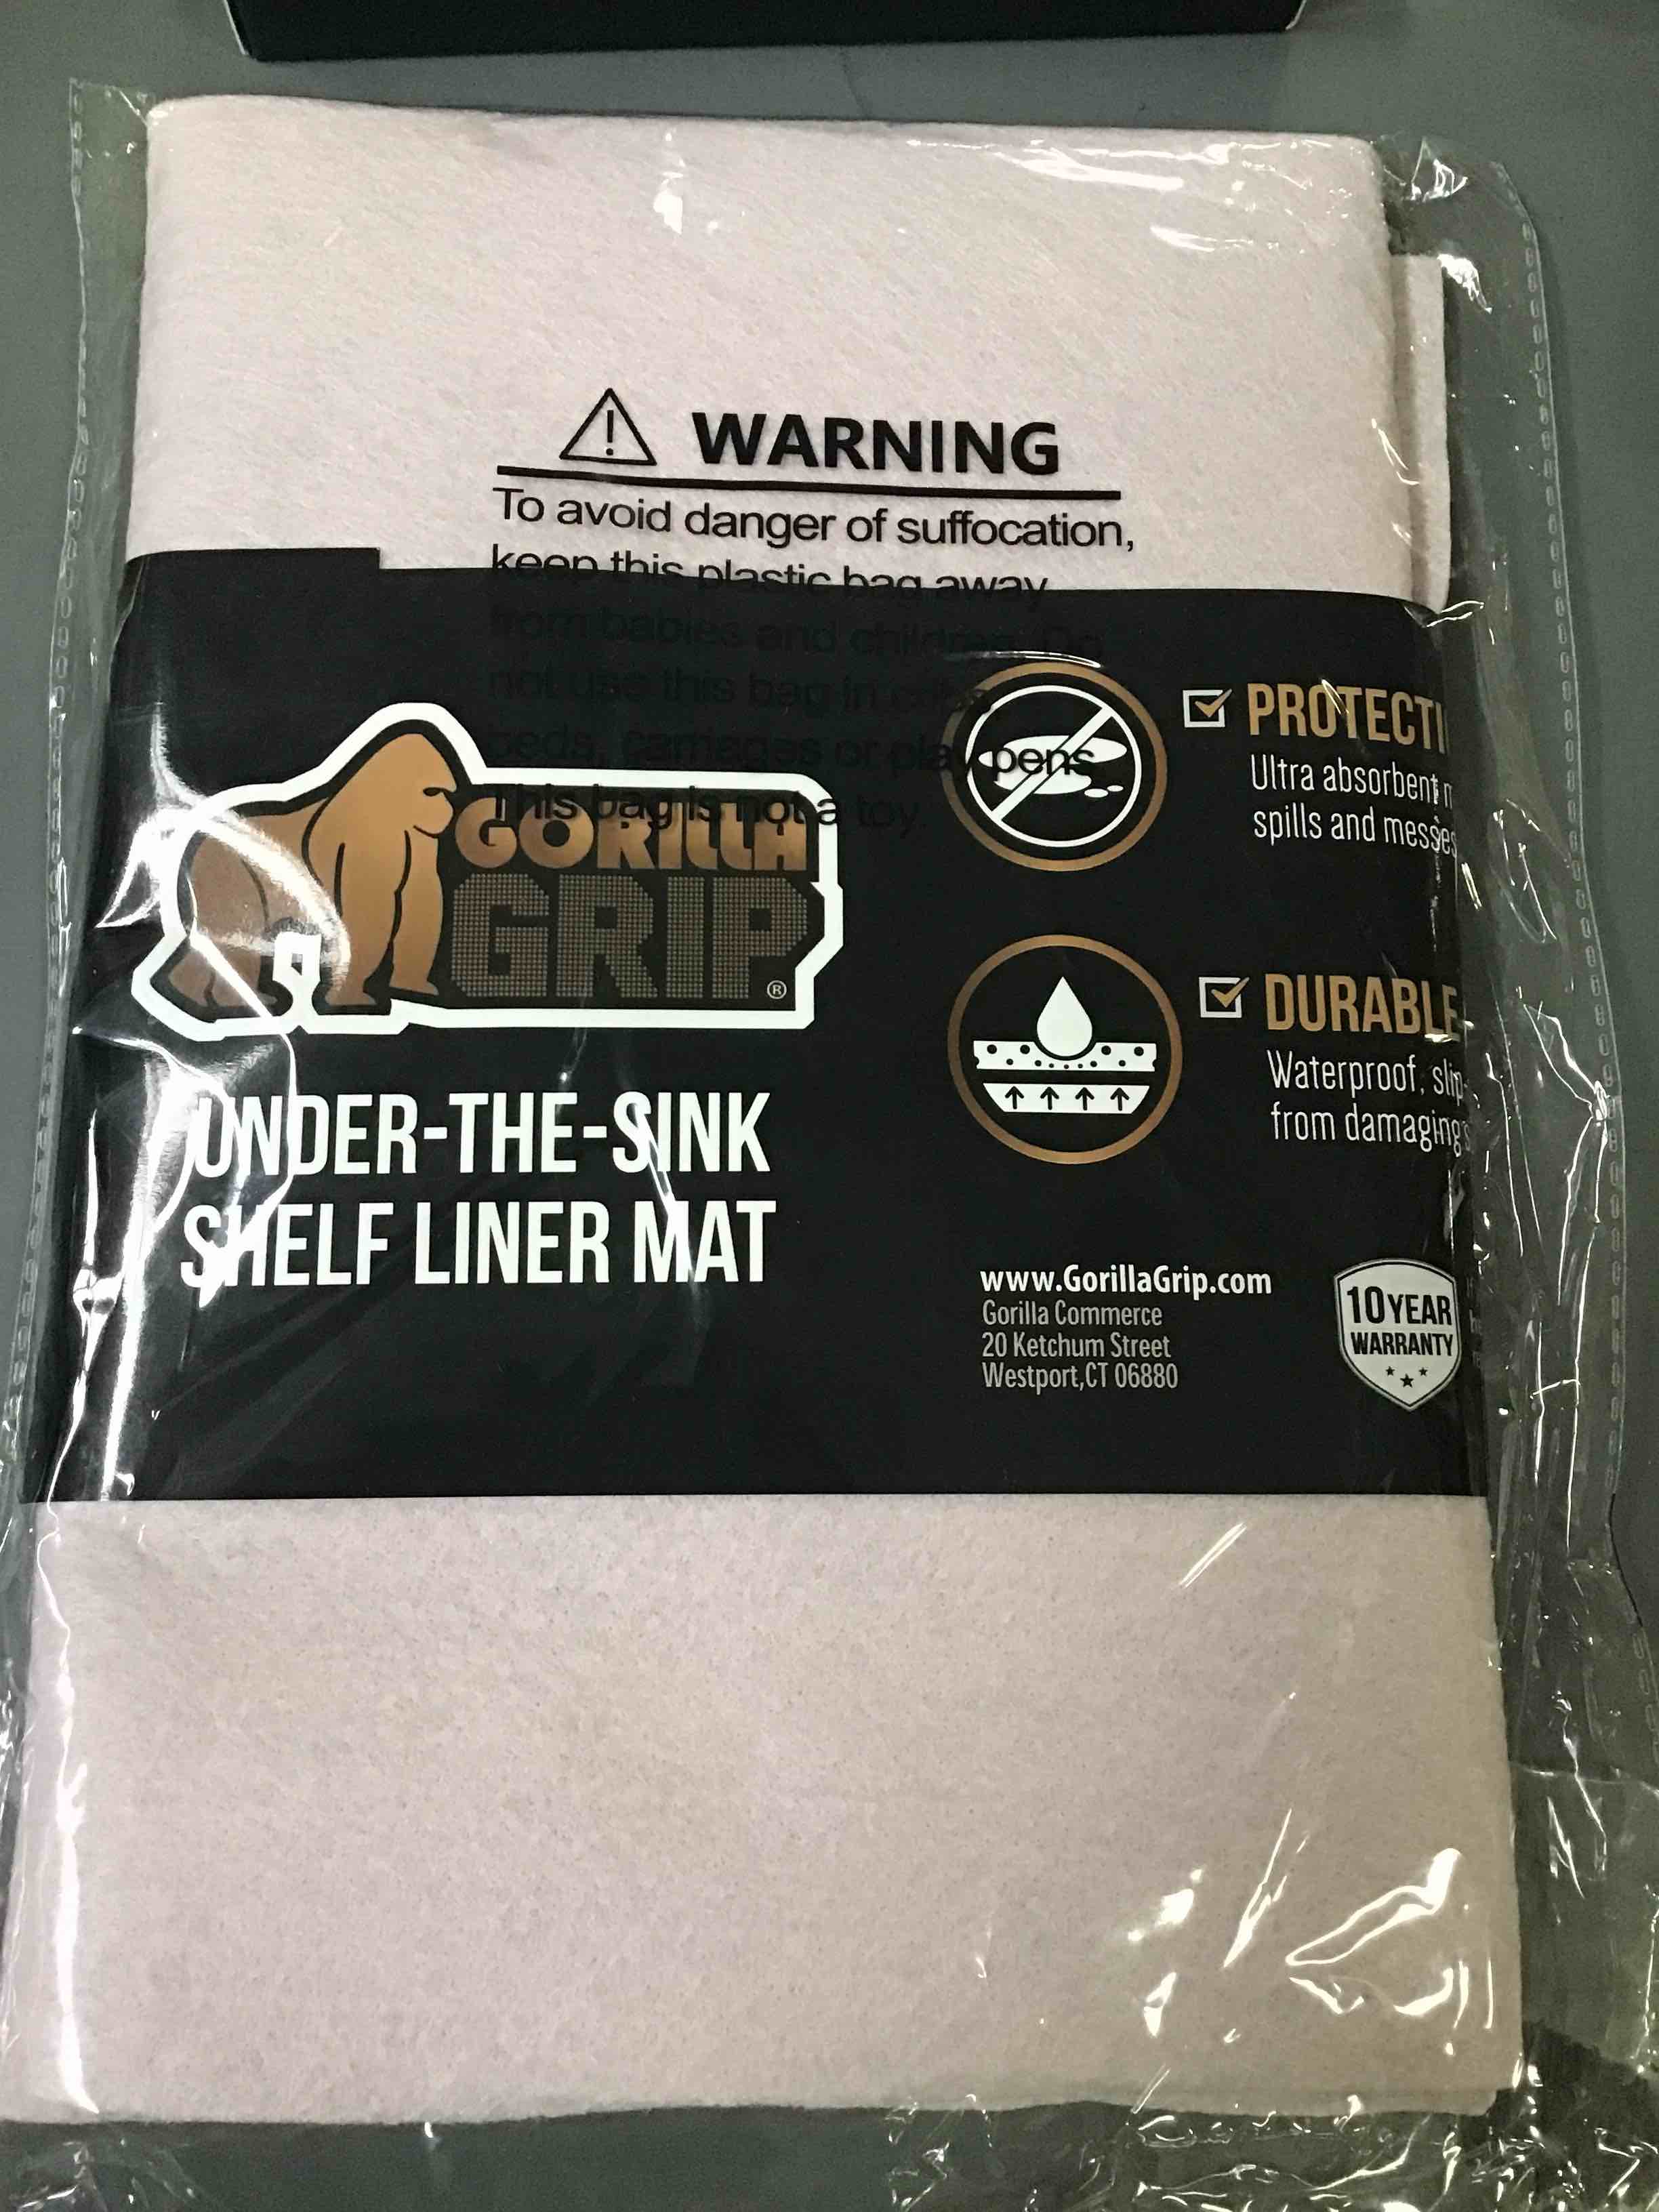 WARNING
To avoid danger of suffocation,
keep this plastic bag away
from babies and children. Do
not use this bag in cribs,
beds, carriages or play pens.
This bag is not a toy.
GORILLA
GRIP®
UNDER-THE-SINK
SHELF LINER MAT
PROTECTI
Ultra absorbent
spills and messes
DURABLE
Waterproof, slip-
from damaging
www.GorillaGrip.com
Gorilla Commerce
20 Ketchum Street
Westport,CT 06880
10 YEAR
WARRANTY